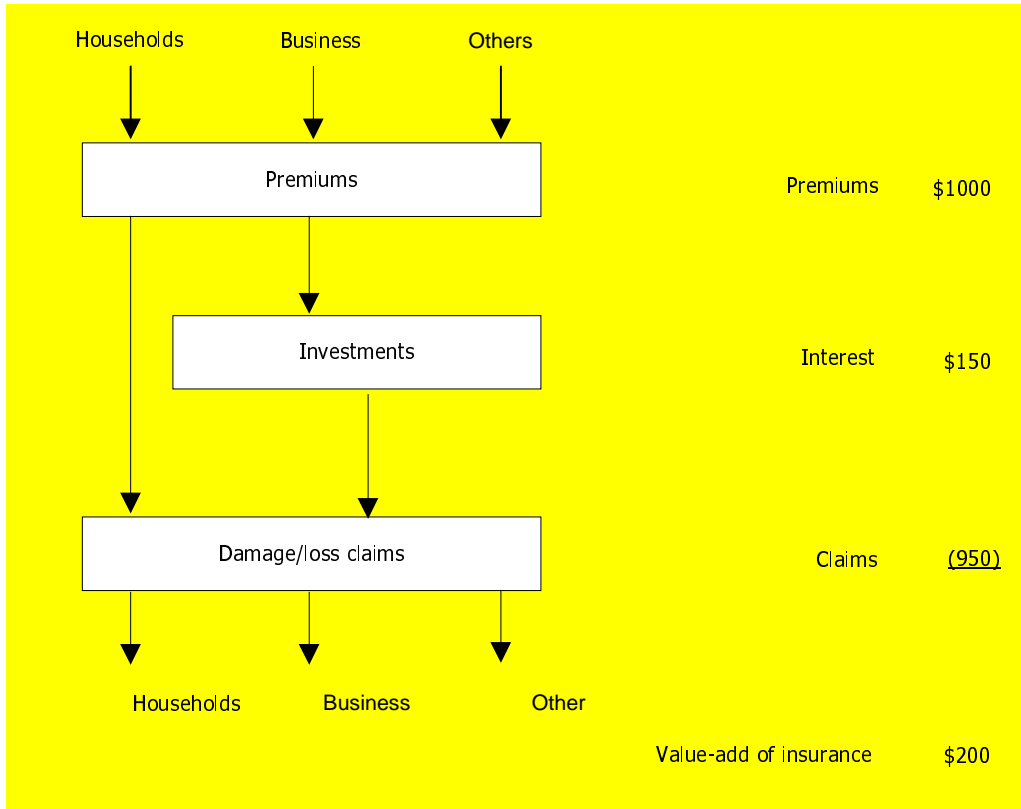 Households Business Others
Premiums Premiums $1000
Investments Interest $150
Damage/loss claims Claims (950)
Households Business Other
Value-add of insurance $200